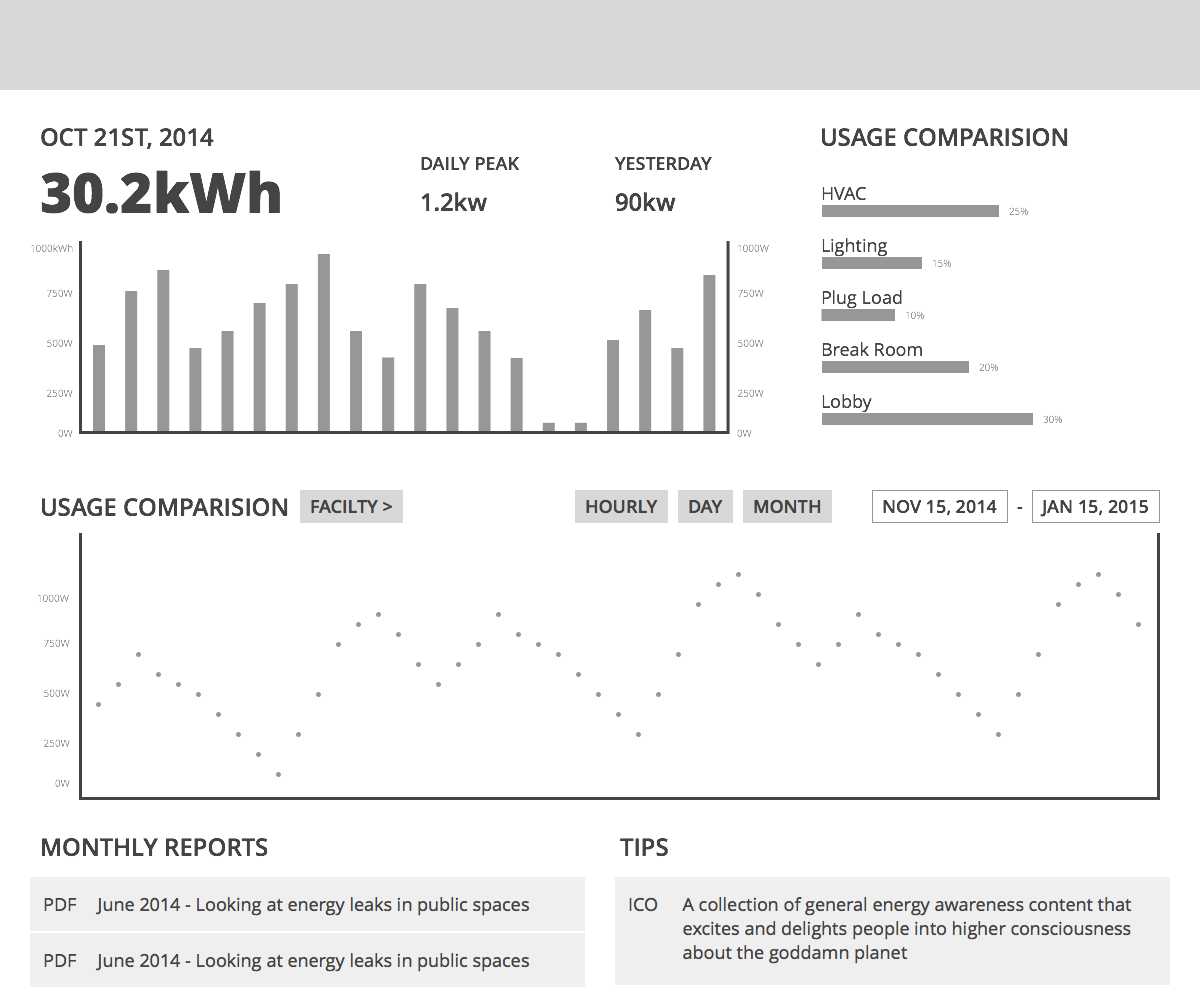 OCT 21ST, 2014
30.2kWh
DAILY PEAK
1.2kw
YESTERDAY
90kw
1000kWh
750W
500W
250W
0W
1000W
750W
500W
250W
0W
USAGE COMPARISION
HVAC
25%
Lighting
15%
Plug Load
10%
Break Room
20%
Lobby
30%
USAGE COMPARISION
FACILTY >
HOURLY
DAY
MONTH
NOV 15, 2014 - JAN 15, 2015
1000W
750W
500W
250W
0W
MONTHLY REPORTS
PDF June 2014 - Looking at energy leaks in public spaces
PDF June 2014 - Looking at energy leaks in public spaces
TIPS
ICO A collection of general energy awareness content that
excites and delights people into higher consciousness
about the goddamn planet